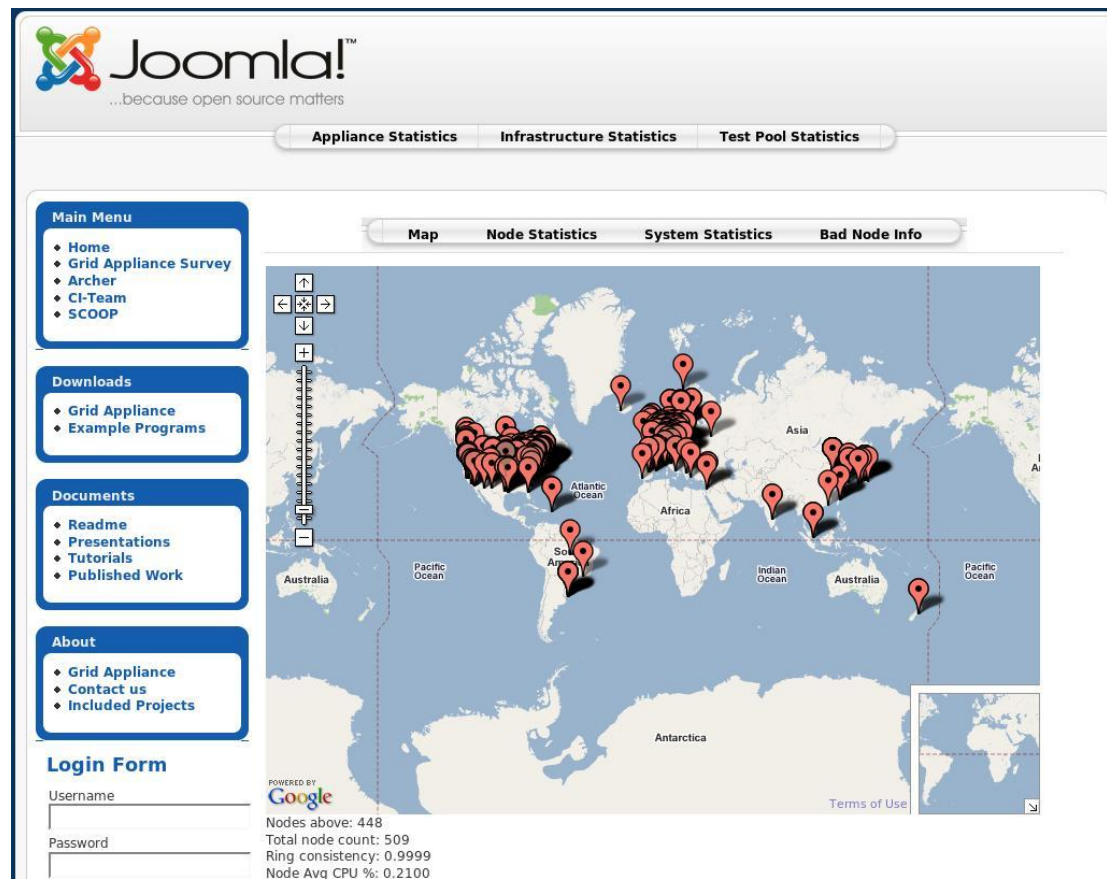 Joomla!™
...because open source matters
Appliance Statistics Infrastructure Statistics Test Pool Statistics
Main Menu
Home
Grid Appliance Survey
Archer
CI-Team
SCOOP
Downloads
Grid Appliance
Example Programs
Documents
Readme
Presentations
Tutorials
Published Work
About
Grid Appliance
Contact us
Included Projects
Login Form
Username
Password
Map Node Statistics System Statistics Bad Node Info
Asia
Atlantic
Ocean
Africa
Pacific
Ocean
Indian
Ocean
Australia
Australia
Pacific
Ocean
Antarctica
POWERED BY
Google
Terms of Use
Nodes above: 448
Total node count: 509
Ring consistency: 0.9999
Node Avg CPU %: 0.2100